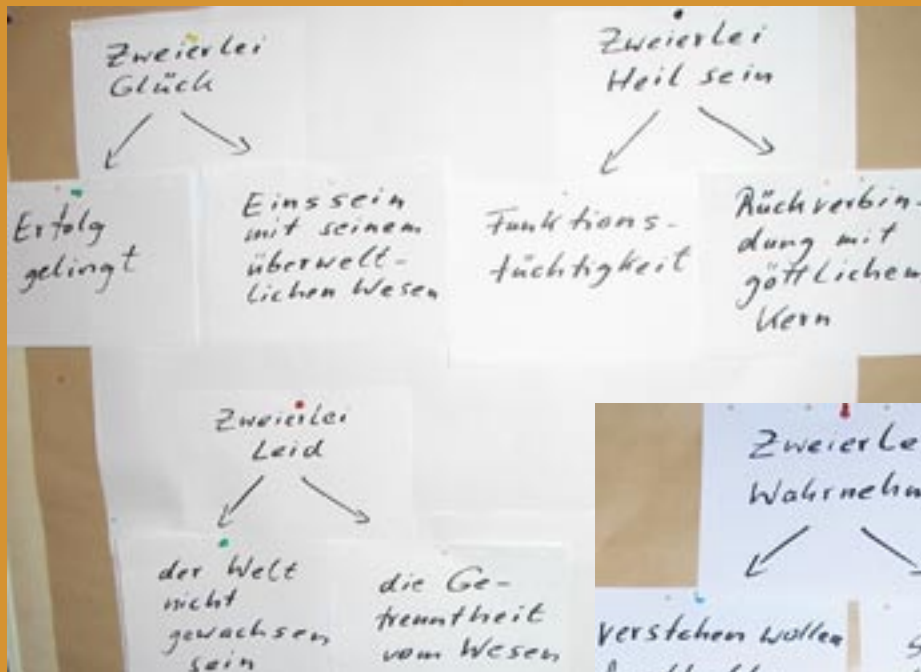 Zweierlei
Glück
Erfolg
gelingt
Einssein
mit seinem
überwelt-
lichen Wesen
Zweierlei
Heil sein
Funktions-
tüchtigkeit
Rückverbin-
dung mit
göttlichem
Kern
Zweierlei
Leid
der Welt
nicht
gewachsen
sein
die Ge-
trenntheit
vom Wesen
Zweierle
Wahrnehm
verstehen wollen